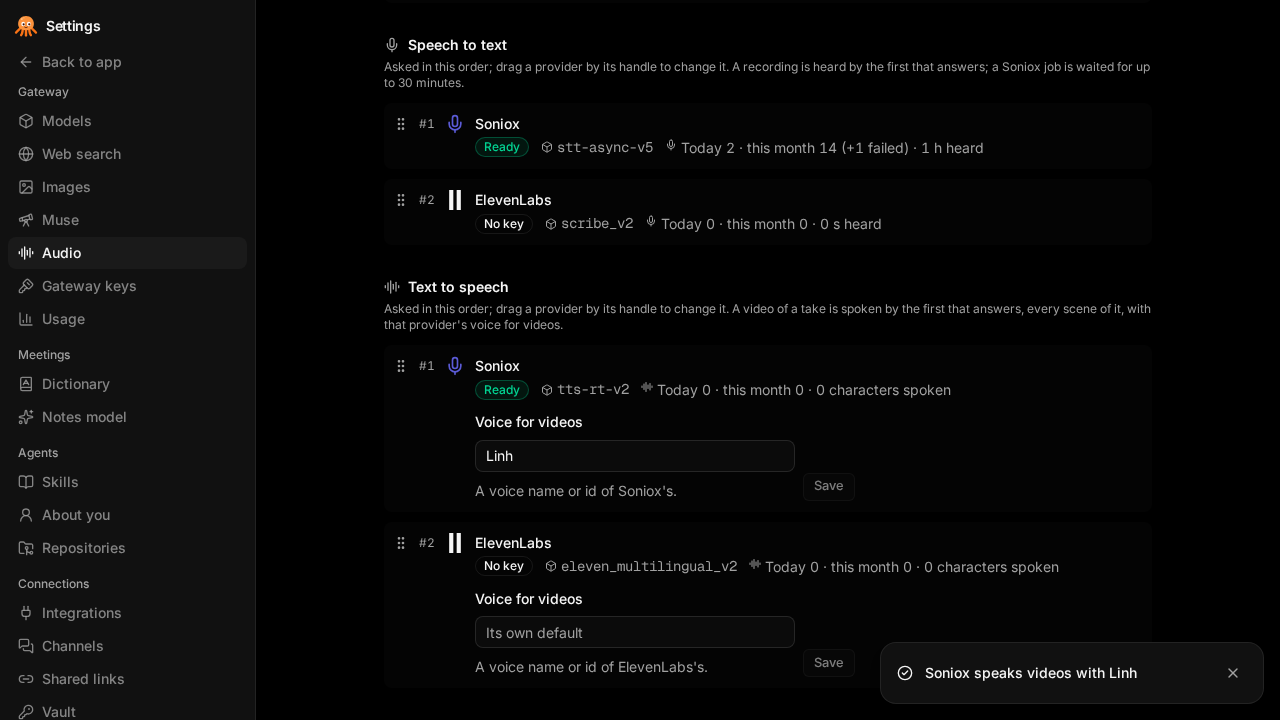 Settings
Back to app
Gateway
Models
Web search
Images
Muse
Audio
Gateway keys
Usage
Meetings
Dictionary
Notes model
Agents
Skills
About you
Repositories
Connections
Integrations
Channels
Shared links
Vault
Speech to text
Asked in this order; drag a provider by its handle to change it. A recording is heard by the first that answers; a Soniox job is waited for up
to 30 minutes.
#1 Soniox
Ready stt-async-v5 Today 2 · this month 14 (+1 failed) · 1 h heard
#2 ElevenLabs
No key scribe_v2 Today 0 · this month 0 · 0 s heard
Text to speech
Asked in this order; drag a provider by its handle to change it. A video of a take is spoken by the first that answers, every scene of it, with
that provider's voice for videos.
#1 Soniox
Ready tts-rt-v2 Today 0 · this month 0 · 0 characters spoken
Voice for videos
Linh
A voice name or id of Soniox's.
Save
#2 ElevenLabs
No key eleven_multilingual_v2 Today 0 · this month 0 · 0 characters spoken
Voice for videos
Its own default
A voice name or id of ElevenLabs's.
Save
Soniox speaks videos with Linh